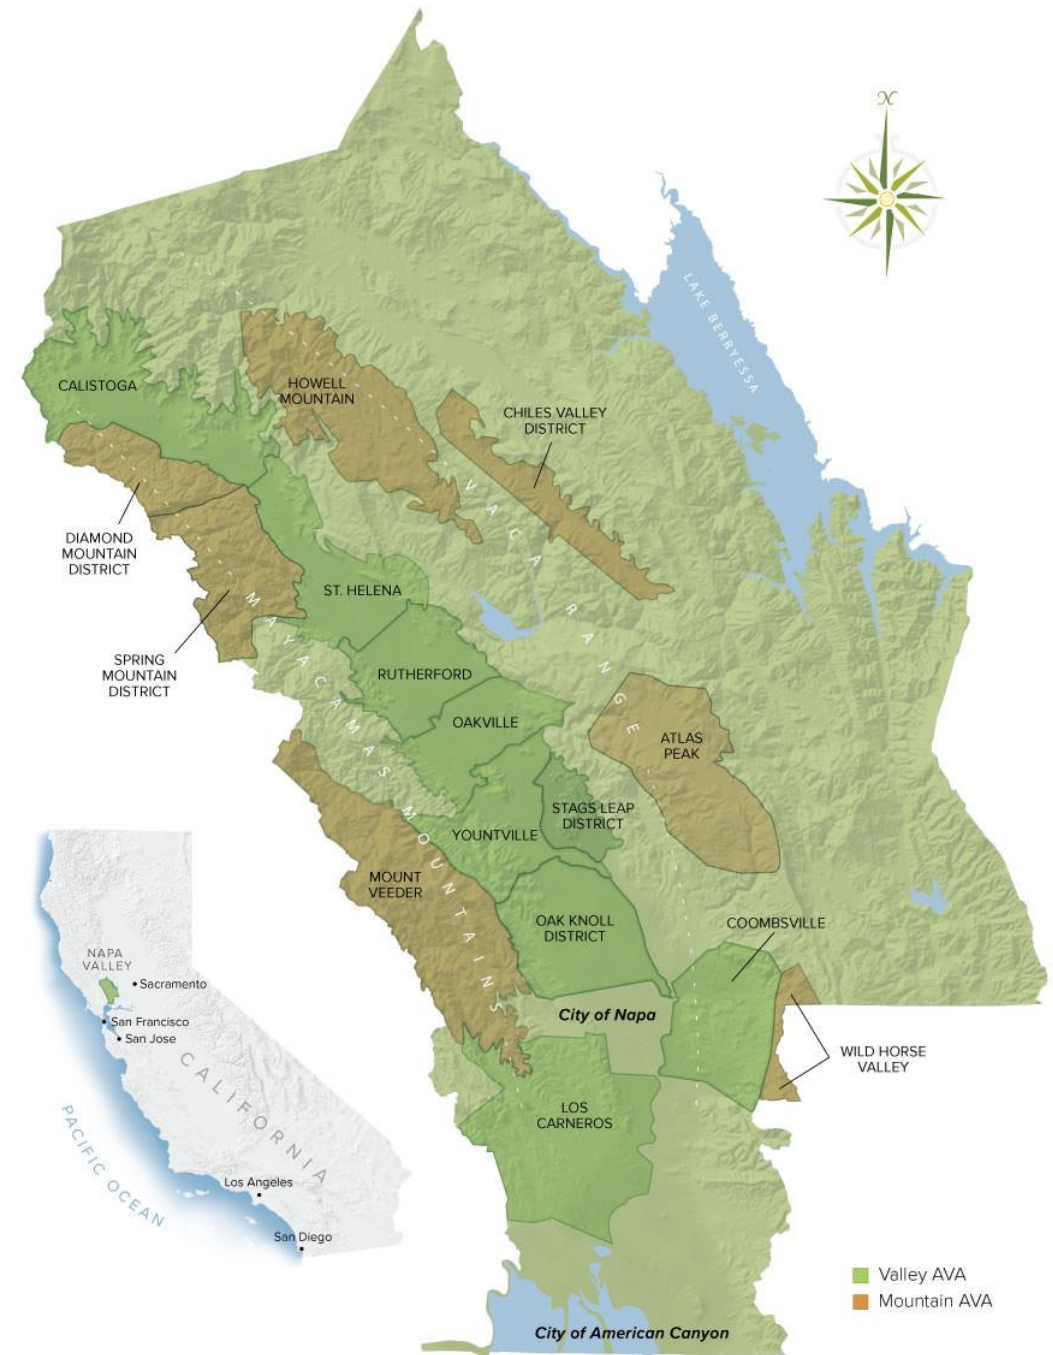 N
LAKE BERRYESSA
CALISTOGA
HOWELL
MOUNTAIN
CHILES VALLEY
DISTRICT
VACA RANGE
DIAMOND
MOUNTAIN
DISTRICT
ST. HELENA
SPRING
MOUNTAIN
DISTRICT
MAYACAMAS MOUNTAINS
RUTHERFORD
OAKVILLE
ATLAS
PEAK
STAGS LEAP
DISTRICT
YOUNTVILLE
MOUNT
VEEDER
OAK KNOLL
DISTRICT
COOMBSVILLE
City of Napa
WILD HORSE
VALLEY
LOS
CARNEROS
NAPA
VALLEY
Sacramento
San Francisco
San Jose
CALIFORNIA
PACIFIC OCEAN
Los Angeles
San Diego
Valley AVA
Mountain AVA
City of American Canyon